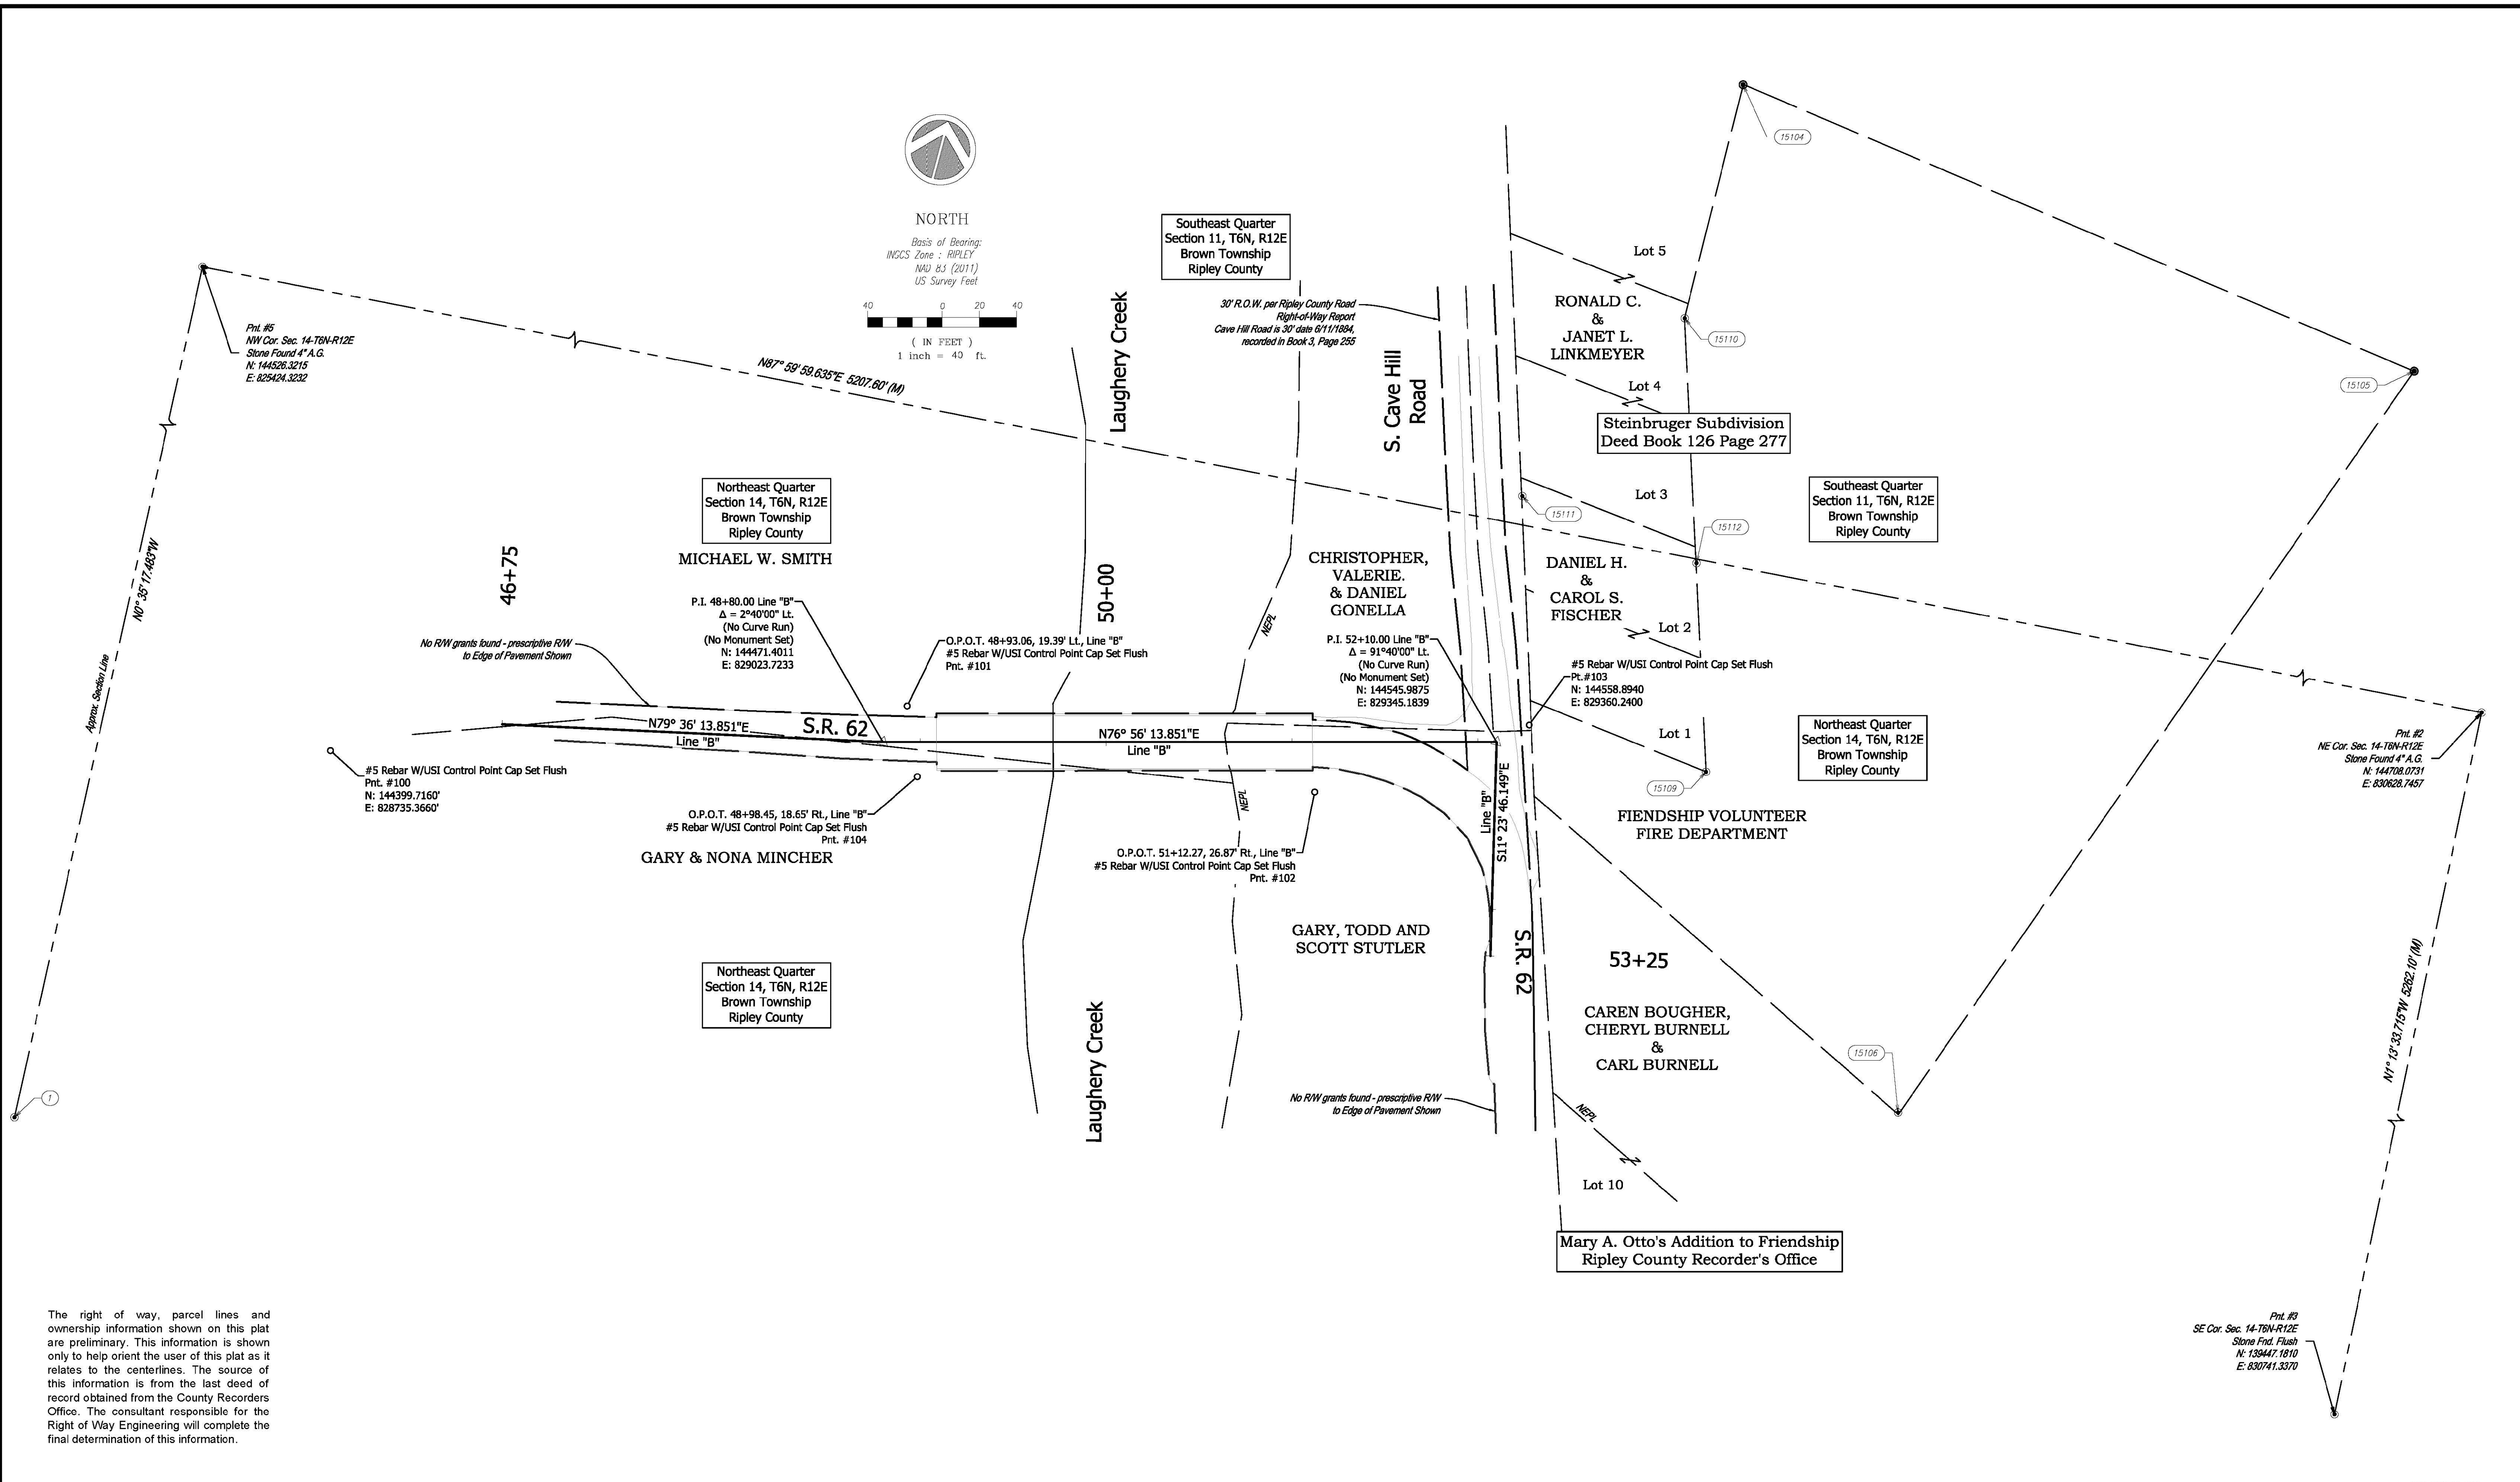 15104
NORTH
Basis of Bearing:
INGCS Zone : RIPLEY
NAD 83 (2011)
US Survey Feet
40 0 20 40
( IN FEET )
1 inch = 40 ft.
Southeast Quarter
Section 11, T6N, R12E
Brown Township
Ripley County
30' R.O.W. per Ripley County Road
Right-of-Way Report
Cave Hill Road is 30' date 6/11/1884,
recorded in Book 3, Page 255
Laughery Creek
S. Cave Hill
Road
Lot 5
RONALD C.
&
JANET L.
LINKMEYER
15110
Lot 4
Steinbruger Subdivision
Deed Book 126 Page 277
15105
Pnt. #5
NW Cor. Sec. 14-T6N-R12E
Stone Found 4" A.G.
N: 144526.3215
E: 825424.3232
N87° 59' 59.635"E 5207.60' (M)
N0° 35' 17.483"W
Approx. Section Line
1
Northeast Quarter
Section 14, T6N, R12E
Brown Township
Ripley County
MICHAEL W. SMITH
46+75
50+00
Lot 3
15111
15112
Southeast Quarter
Section 11, T6N, R12E
Brown Township
Ripley County
CHRISTOPHER,
VALERIE.
& DANIEL
GONELLA
DANIEL H.
&
CAROL S.
FISCHER
Lot 2
NEPL
No R/W grants found - prescriptive R/W
to Edge of Pavement Shown
P.I. 48+80.00 Line "B"
Δ = 2°40'00" Lt.
(No Curve Run)
(No Monument Set)
N: 144471.4011
E: 829023.7233
O.P.O.T. 48+93.06, 19.39' Lt., Line "B"
#5 Rebar W/USI Control Point Cap Set Flush
Pnt. #101
P.I. 52+10.00 Line "B"
Δ = 91°40'00" Lt.
(No Curve Run)
(No Monument Set)
N: 144545.9875
E: 829345.1839
#5 Rebar W/USI Control Point Cap Set Flush
Pt.#103
N: 144558.8940
E: 829360.2400
N79° 36' 13.851"E
Line "B"
S.R. 62
N76° 56' 13.851"E
Line "B"
Lot 1
15109
Northeast Quarter
Section 14, T6N, R12E
Brown Township
Ripley County
Pnt. #2
NE Cor. Sec. 14-T6N-R12E
Stone Found 4" A.G.
N: 144708.0731
E: 830628.7457
#5 Rebar W/USI Control Point Cap Set Flush
Pnt. #100
N: 144399.7160'
E: 828735.3660'
O.P.O.T. 48+98.45, 18.65' Rt., Line "B"
#5 Rebar W/USI Control Point Cap Set Flush
Pnt. #104
GARY & NONA MINCHER
NEPL
O.P.O.T. 51+12.27, 26.87' Rt., Line "B"
#5 Rebar W/USI Control Point Cap Set Flush
Pnt. #102
Line "B"
S11° 23' 46.149"E
FIENDSHIP VOLUNTEER
FIRE DEPARTMENT
GARY, TODD AND
SCOTT STUTLER
S.R. 62
53+25
Northeast Quarter
Section 14, T6N, R12E
Brown Township
Ripley County
Laughery Creek
CAREN BOUGHER,
CHERYL BURNELL
&
CARL BURNELL
15106
N1° 13' 33.715"W 5262.10' (M)
No R/W grants found - prescriptive R/W
to Edge of Pavement Shown
NEPL
Lot 10
Mary A. Otto's Addition to Friendship
Ripley County Recorder's Office
Pnt. #3
SE Cor. Sec. 14-T6N-R12E
Stone Fnd. Flush
N: 139447.1810
E: 830741.3370
The right of way, parcel lines and
ownership information shown on this plat
are preliminary. This information is shown
only to help orient the user of this plat as it
relates to the centerlines. The source of
this information is from the last deed of
record obtained from the County Recorders
Office. The consultant responsible for the
Right of Way Engineering will complete the
final determination of this information.